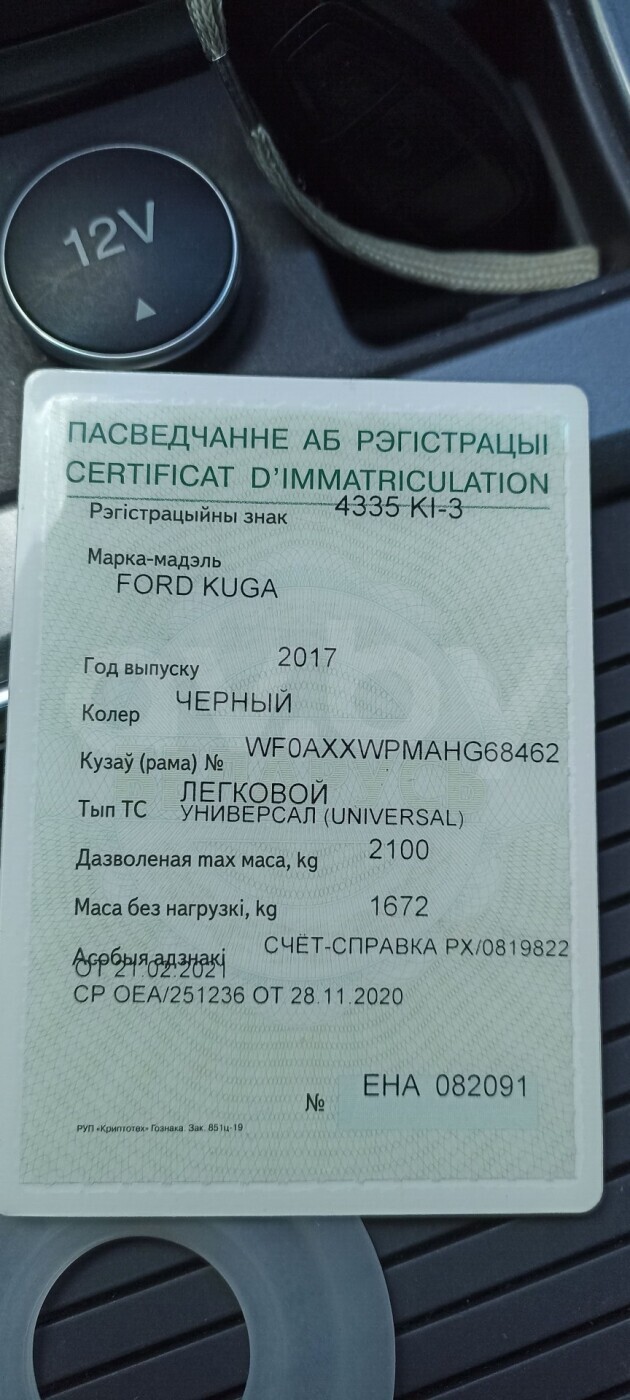 12V
ПАСВЕДЧАННЕ АБ РЭГІСТРАЦЫІ
CERTIFICAT D'IMMATRICULATION
Рэгістрацыйны знак 4335 KI-3
Марка-мадэль
FORD KUGA
Год выпуску 2017
Колер ЧЕРНЫЙ
Кузаў (рама) № WF0AXXWPMAHG68462
Тып ТС ЛЕГКОВОЙ
УНИВЕРСАЛ (UNIVERSAL)
Дазволеная max маса, kg 2100
Маса без нагрузкі, kg 1672
Асобыя адзнакі СЧЁТ-СПРАВКА РХ/0819822
ОТ 21.02.2021
СР ОЕА/251236 ОТ 28.11.2020
№ EHA 082091
РУП «Криптотех» Гознака. Зак. 851ц-19